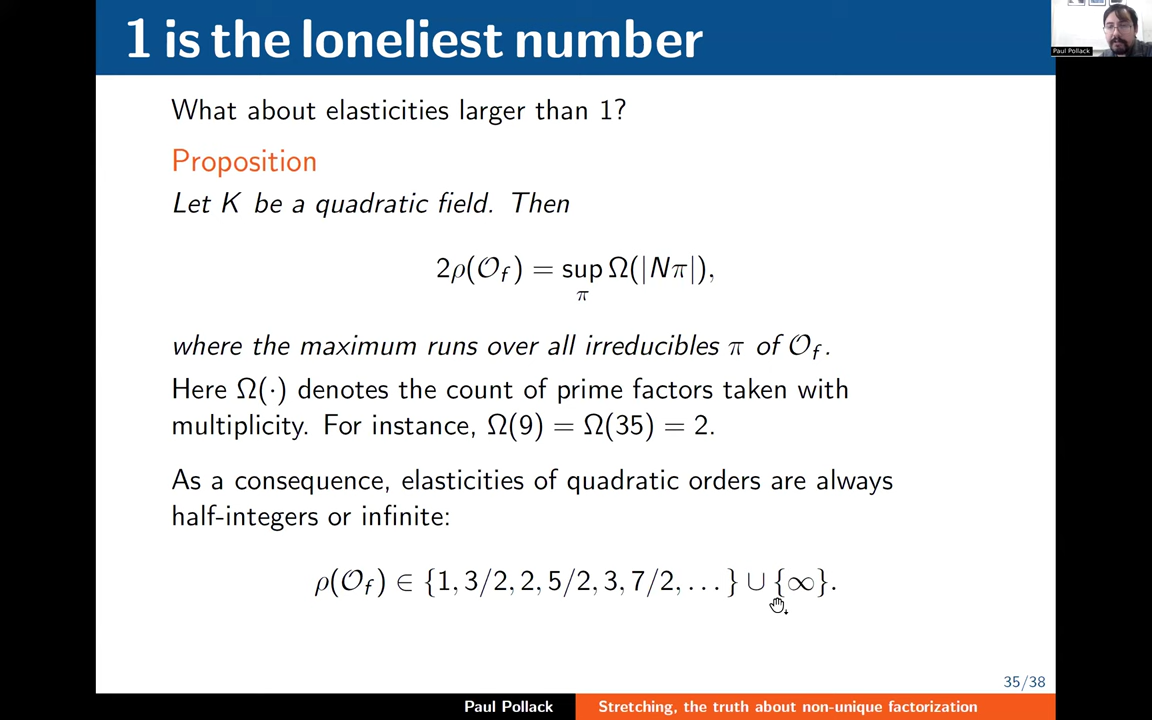 1 is the loneliest number
Paul Pollack
What about elasticities larger than 1?
Proposition
Let K be a quadratic field. Then
2ρ(𝒪_f) = sup_π Ω(|Nπ|),
where the maximum runs over all irreducibles π of 𝒪_f.
Here Ω(·) denotes the count of prime factors taken with
multiplicity. For instance, Ω(9) = Ω(35) = 2.
As a consequence, elasticities of quadratic orders are always
half-integers or infinite:
ρ(𝒪_f) ∈ {1, 3/2, 2, 5/2, 3, 7/2, . . . } ∪ {∞}.
35/38
Paul Pollack Stretching, the truth about non-unique factorization